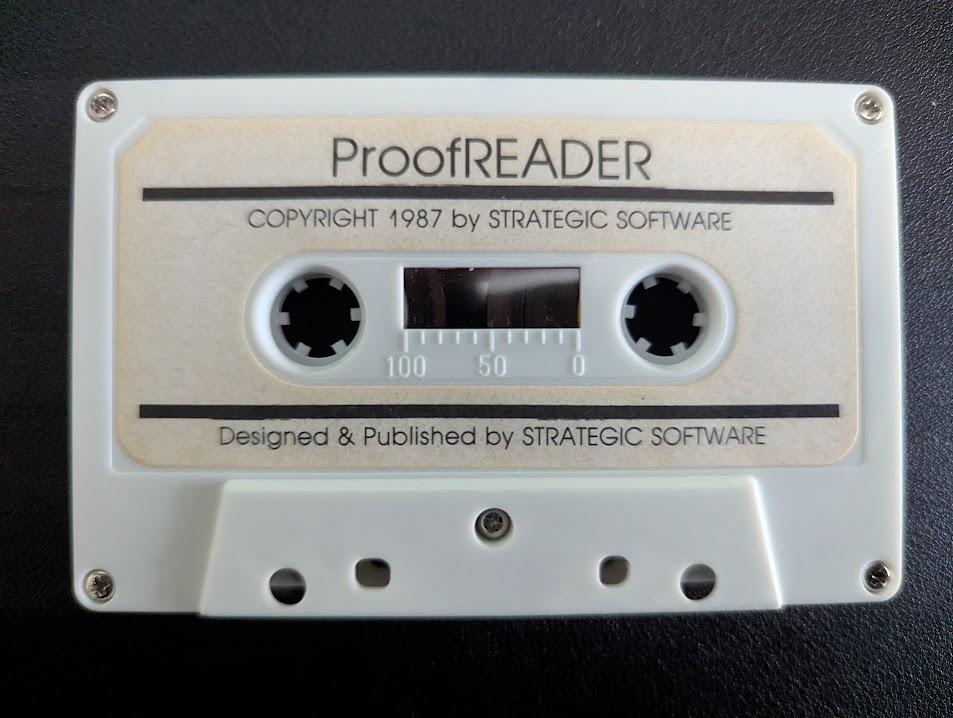 ProofREADER
COPYRIGHT 1987 by STRATEGIC SOFTWARE
100 50 0
Designed & Published by STRATEGIC SOFTWARE